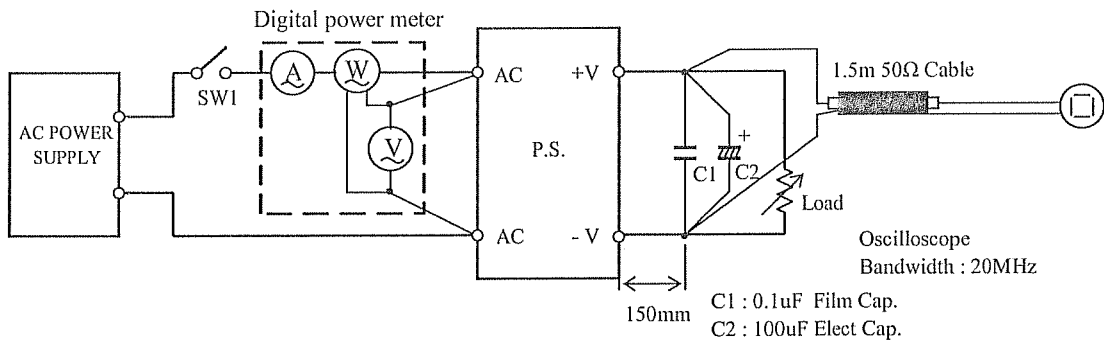 Digital power meter
AC POWER
SUPPLY
SW1
A
W
V
AC
+V
P.S.
AC
- V
C1
+
C2
Load
1.5m 50Ω Cable
Oscilloscope
Bandwidth : 20MHz
150mm
C1 : 0.1uF Film Cap.
C2 : 100uF Elect Cap.